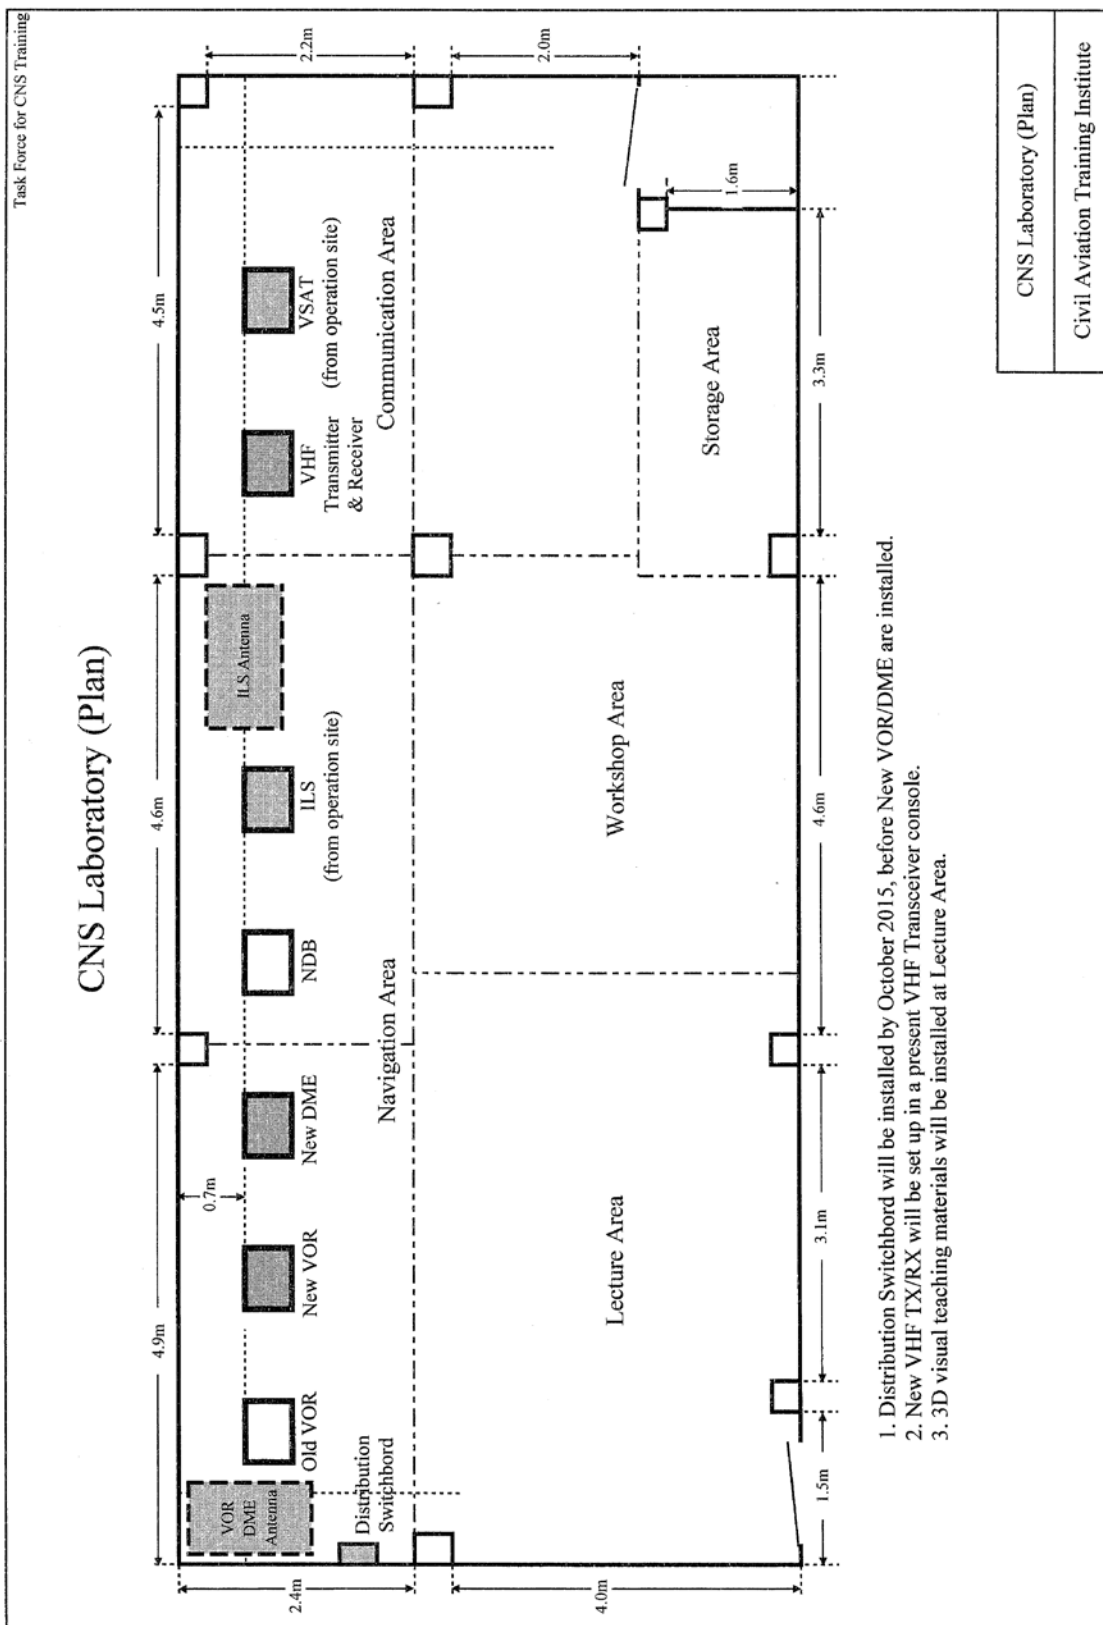 Task Force for CNS Training
CNS Laboratory (Plan)
4.9m
4.6m
4.5m
2.4m
0.7m
2.2m
VOR
DME
Antenna
Old VOR
New VOR
New DME
NDB
ILS
(from operation site)
ILS Antenna
VHF
Transmitter
& Receiver
VSAT
(from operation site)
Distribution
Switchbord
Navigation Area
Communication Area
4.0m
2.0m
Lecture Area
Workshop Area
Storage Area
1.6m
1.5m
3.1m
4.6m
3.3m
1. Distribution Switchbord will be installed by October 2015, before New VOR/DME are installed.
2. New VHF TX/RX will be set up in a present VHF Transceiver console.
3. 3D visual teaching materials will be installed at Lecture Area.
CNS Laboratory (Plan)
Civil Aviation Training Institute